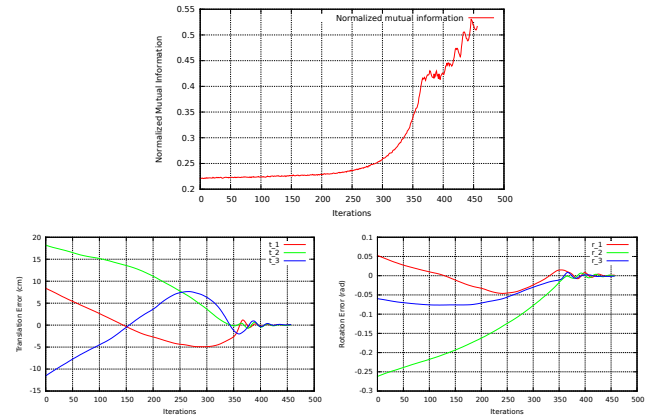 0.55
0.5
0.45
0.4
0.35
0.3
0.25
0.2
Normalized Mutual Information
Normalized mutual information
0 50 100 150 200 250 300 350 400 450 500
Iterations
20
15
10
5
0
-5
-10
-15
Translation Error (cm)
t_1
t_2
t_3
0 50 100 150 200 250 300 350 400 450 500
Iterations
0.1
0.05
0
-0.05
-0.1
-0.15
-0.2
-0.25
-0.3
Rotation Error (rad)
r_1
r_2
r_3
0 50 100 150 200 250 300 350 400 450 500
Iterations